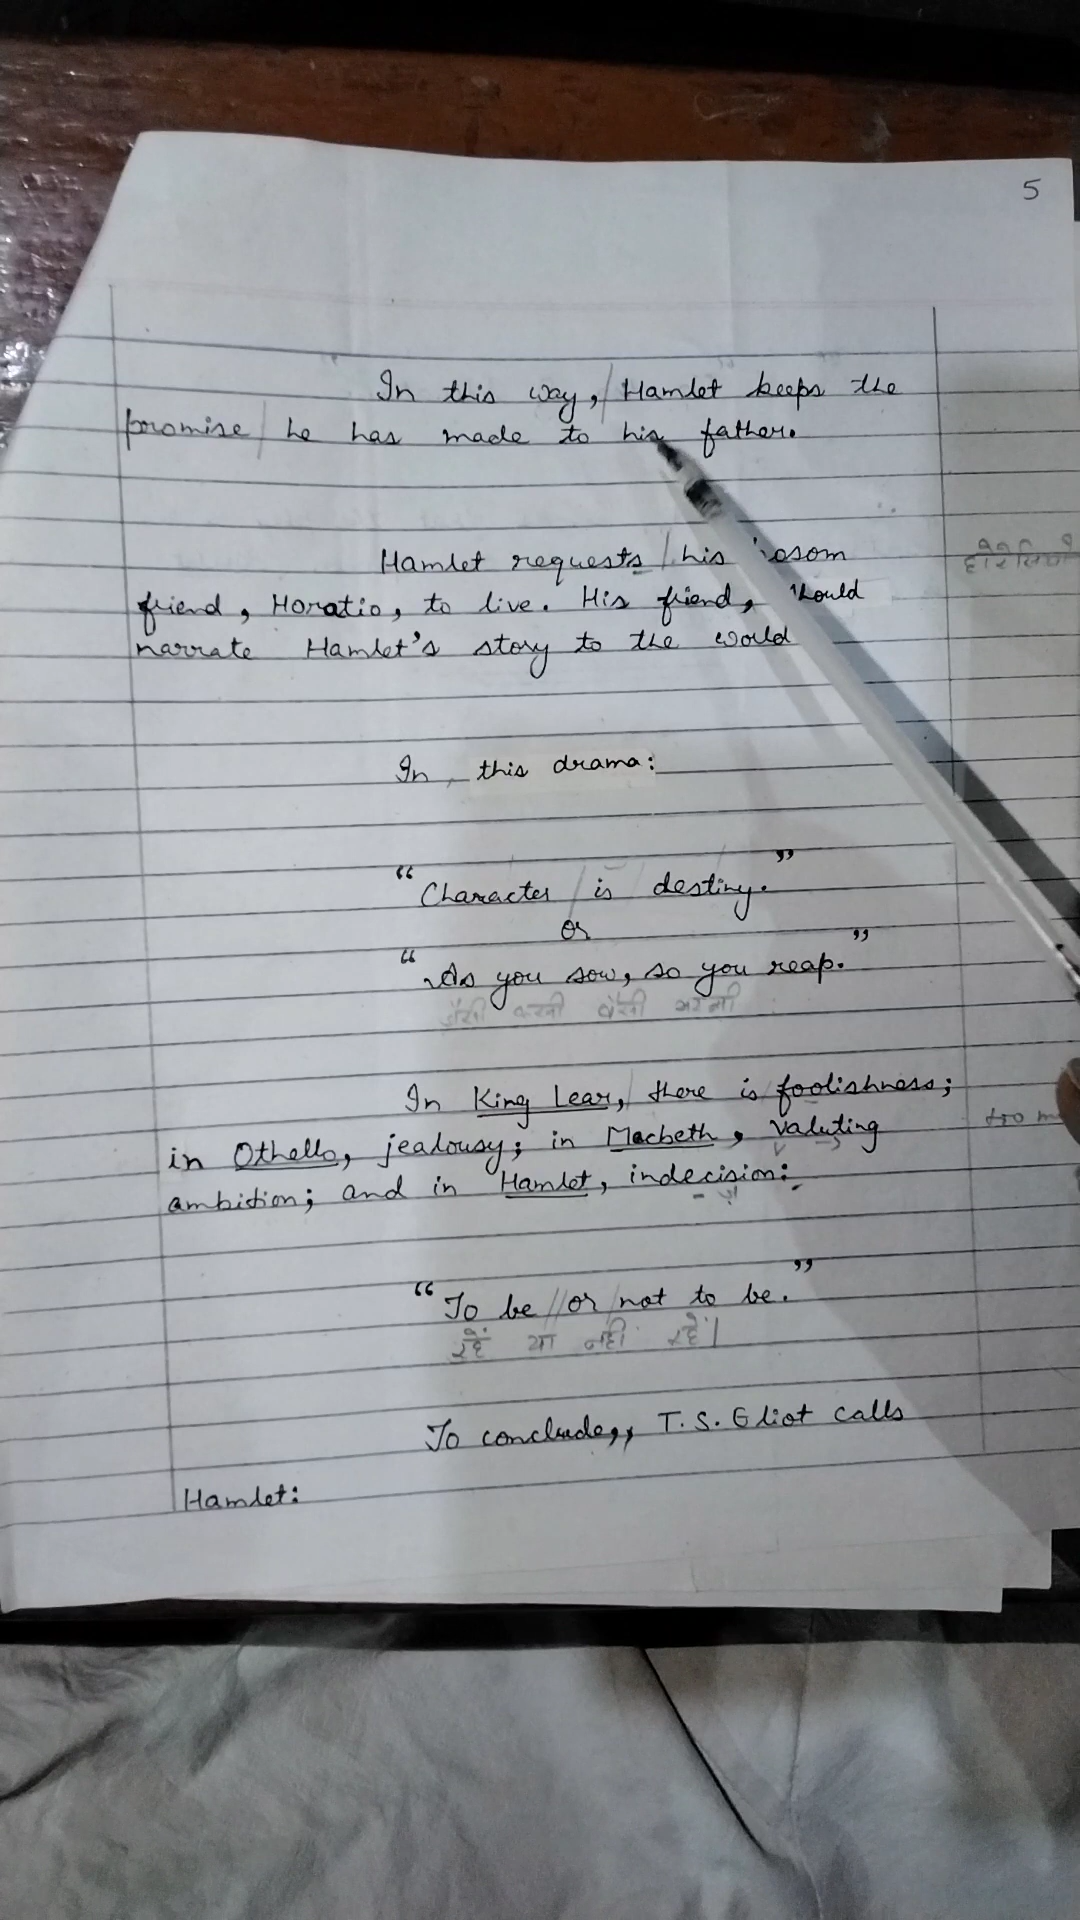 5
In this way, Hamlet keeps the
promise he has made to his father.
Hamlet requests his bosom
friend, Horatio, to live. His friend, should
narrate Hamlet's story to the world
In this drama:
"Character is destiny."
or
"As you sow, so you reap."
जैसी करनी वैसी भरनी
In King Lear, there is foolishness;
in Othello, jealousy; in Macbeth, valuting
ambition; and in Hamlet, indecision:
"To be or not to be."
रहें या नहीं रहें।
To conclude,, T. S. Eliot calls
Hamlet: